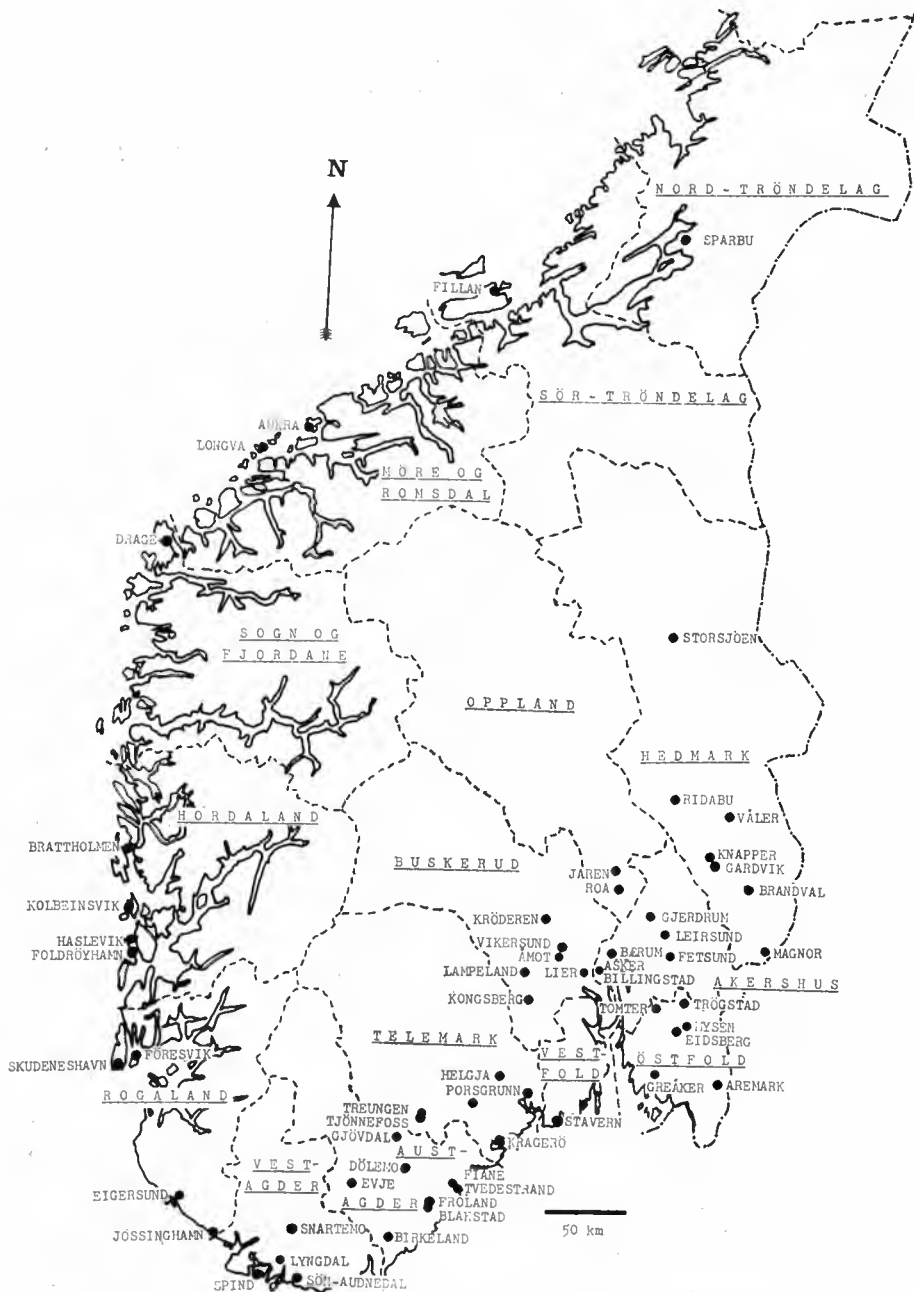 N
NORD-TRÖNDELAG
SPARBU
FILLAN
SÖR-TRÖNDELAG
AUKRA
LONGVA
MÖRE OG
ROMSDAL
DRAGE
SOGN OG
FJORDANE
STORSJÖEN
OPPLAND
HEDMARK
RIDABU
HORDALAND
VÅLER
BRATTHOLMEN
BUSKERUD
KNAPPER
GARDVIK
JAREN
ROA
BRANDVAL
KOLBEINSVIK
KRÖDEREN
GJERDRUM
LEIRSUND
HASLEVIK
FOLDRÖYHAMN
VIKERSUND
ÅMOT
BÆRUM
FETSUND
MAGNOR
LAMPELAND
LIER
ASKER
BILLINGSTAD
AKERSHUS
KONGSBERG
TOMTER
TRÖGSTAD
MYSEN
EIDSBERG
TELEMARK
VEST-
FOLD
ÖSTFOLD
FÖRESVIK
SKUDENESHAVN
HELGJA
PORSGRUNN
GREÅKER
AREMARK
ROGALAND
TREUNGEN
TJÖNNEFOSS
GJÖVDAL
STAVERN
KRAGERÖ
AUST-
AGDER
VEST-
AGDER
DÖLEMO
EVJE
FIANE
TVEDESTRAND
EIGERSUND
FROLAND
BLAKSTAD
JÖSSINGHAMN
SNARTEMO
BIRKELAND
50 km
LYNGDAL
SPIND
SÖR-AUDNEDAL